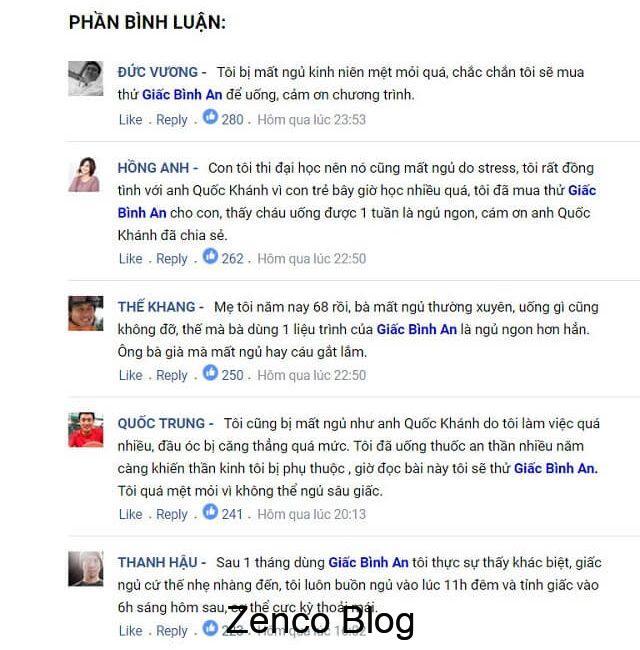 PHẦN BÌNH LUẬN:
ĐỨC VƯƠNG - Tôi bị mất ngủ kinh niên mệt mỏi quá, chắc chắn tôi sẽ mua
thử Giấc Bình An để uống, cám ơn chương trình.
Like . Reply . 280 . Hôm qua lúc 23:53
HỒNG ANH - Con tôi thi đại học nên nó cũng mất ngủ do stress, tôi rất đồng
tình với anh Quốc Khánh vì con trẻ bây giờ học nhiều quá, tôi đã mua thử Giấc
Bình An cho con, thấy cháu uống được 1 tuần là ngủ ngon, cám ơn anh Quốc
Khánh đã chia sẻ.
Like . Reply . 262 . Hôm qua lúc 22:50
THẾ KHANG - Mẹ tôi năm nay 68 rồi, bà mất ngủ thường xuyên, uống gì cũng
không đỡ, thế mà bà dùng 1 liệu trình của Giấc Bình An là ngủ ngon hơn hẳn.
Ông bà già mà mất ngủ hay cáu gắt lắm.
Like . Reply . 250 . Hôm qua lúc 22:50
QUỐC TRUNG - Tôi cũng bị mất ngủ như anh Quốc Khánh do tôi làm việc quá
nhiều, đầu óc bị căng thẳng quá mức. Tôi đã uống thuốc an thần nhiều năm
càng khiến thần kinh tôi bị phụ thuộc , giờ đọc bài này tôi sẽ thử Giấc Bình An.
Tôi quá mệt mỏi vì không thể ngủ sâu giấc.
Like . Reply . 241 . Hôm qua lúc 20:13
THANH HẬU - Sau 1 tháng dùng Giấc Bình An tôi thực sự thấy khác biệt, giấc
ngủ cứ thế nhẹ nhàng đến, tôi luôn buồn ngủ vào lúc 11h đêm và tỉnh giấc vào
6h sáng hôm sau, cơ thể cực kỳ thoải mái.
Zenco Blog
Like . Reply . Hôm qua lúc